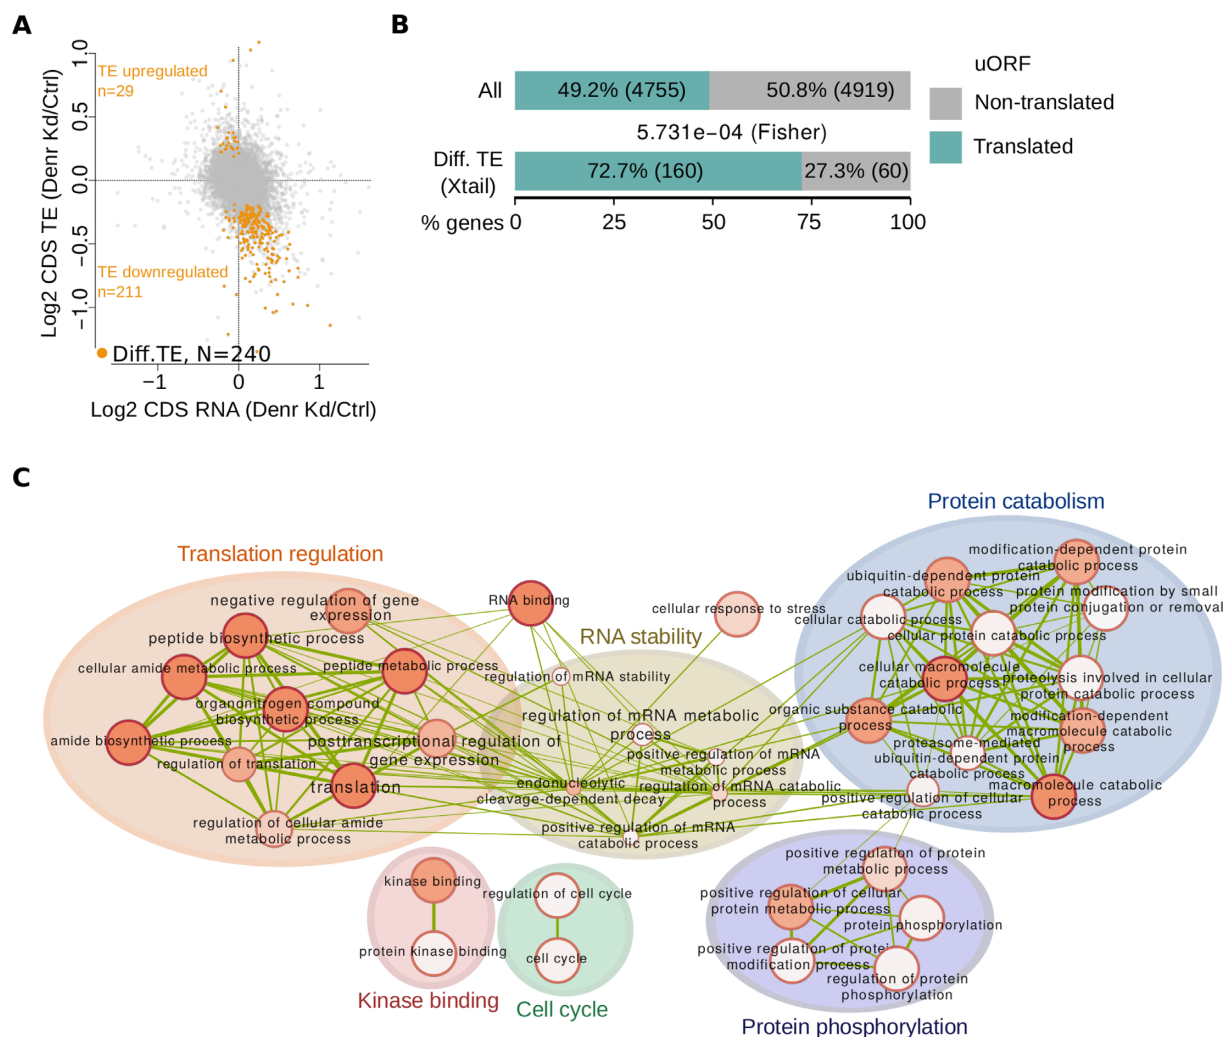 A
1.0
0.5
0.0
−0.5
−1.0
Log2 CDS TE (Denr Kd/Ctrl)
TE upregulated
n=29
TE downregulated
n=211
Diff.TE, N=240
−1
0
1
Log2 CDS RNA (Denr Kd/Ctrl)
B
All
49.2% (4755)
50.8% (4919)
5.731e−04 (Fisher)
Diff. TE
(Xtail)
72.7% (160)
27.3% (60)
% genes
0
25
50
75
100
uORF
Non-translated
Translated
C
Translation regulation
negative regulation of gene
expression
peptide biosynthetic process
cellular amide metabolic process
peptide metabolic process
organonitrogen compound
biosynthetic process
amide biosynthetic process
posttranscriptional regulation of
gene expression
regulation of translation
translation
regulation of cellular amide
metabolic process
RNA binding
cellular response to stress
RNA stability
regulation of mRNA stability
regulation of mRNA metabolic
process
positive regulation of mRNA
metabolic process
endonucleolytic
cleavage-dependent decay
regulation of mRNA catabolic
process
positive regulation of mRNA
catabolic process
Protein catabolism
modification-dependent protein
catabolic process
ubiquitin-dependent protein
catabolic process
protein modification by small
protein conjugation or removal
cellular catabolic process
cellular protein catabolic process
cellular macromolecule
catabolic process
proteolysis involved in cellular
protein catabolic process
organic substance catabolic
process
modification-dependent
macromolecule catabolic
process
proteasome-mediated
ubiquitin-dependent protein
catabolic process
macromolecule catabolic
process
positive regulation of cellular
catabolic process
kinase binding
protein kinase binding
Kinase binding
regulation of cell cycle
cell cycle
Cell cycle
positive regulation of protein
metabolic process
positive regulation of cellular
protein metabolic process
protein phosphorylation
positive regulation of protein
modification process
regulation of protein
phosphorylation
Protein phosphorylation